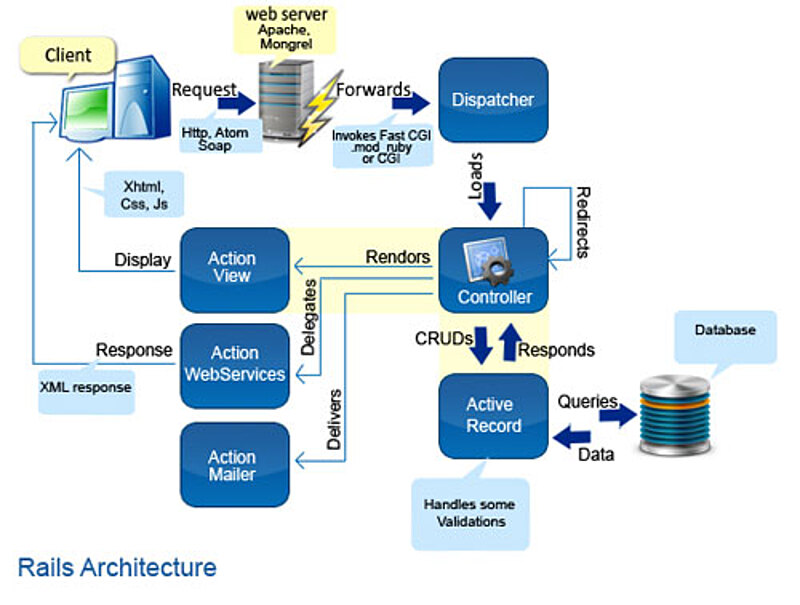 web server
Apache,
Mongrel
Client
Request
Http, Atom
Soap
Forwards
Invokes Fast CGI
.mod_ruby
or CGI
Dispatcher
Loads
Redirects
Xhtml,
Css, Js
Display
Action
View
Rendors
Controller
Delegates
Response
XML response
Action
WebServices
CRUDs
Responds
Database
Delivers
Action
Mailer
Active
Record
Queries
Data
Handles some
Validations
Rails Architecture